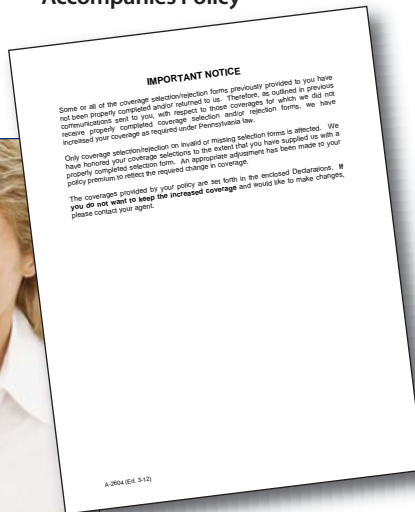 Accompanies Policy
IMPORTANT NOTICE
Some or all of the coverage selection/rejection forms previously provided to you have
not been properly completed and/or returned to us. Therefore, as outlined in previous
communications sent to you, with respect to those coverages for which we did not
receive properly completed coverage selection and/or rejection forms, we have
increased your coverage as required under Pennsylvania law.
Only coverage selection/rejection on invalid or missing selection forms is affected. We
have honored your coverage selections to the extent that you have supplied us with a
properly completed selection form. An appropriate adjustment has been made to your
policy premium to reflect the required change in coverage.
The coverages provided by your policy are set forth in the enclosed Declarations. If
you do not want to keep the increased coverage and would like to make changes,
please contact your agent.
A-2604 (Ed. 3-12)